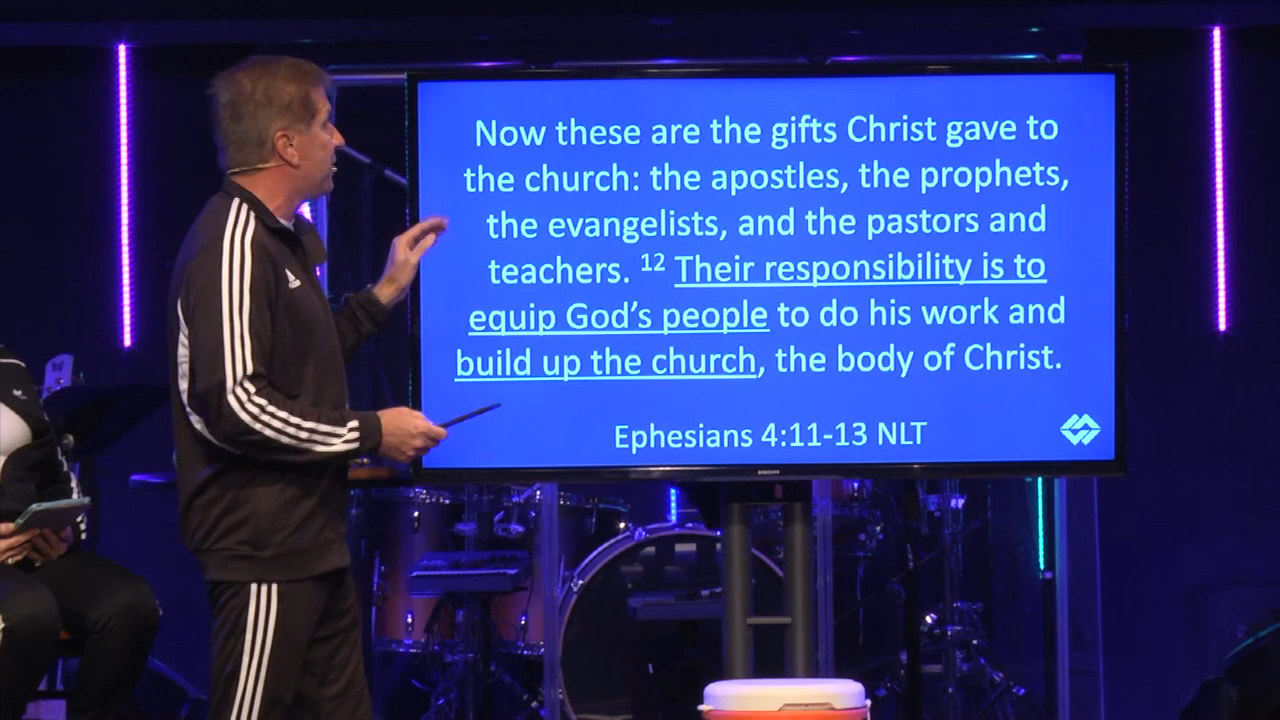 Now these are the gifts Christ gave to
the church: the apostles, the prophets,
the evangelists, and the pastors and
teachers. 12 Their responsibility is to
equip God's people to do his work and
build up the church, the body of Christ.
Ephesians 4:11-13 NLT
SAMSUNG
adidas